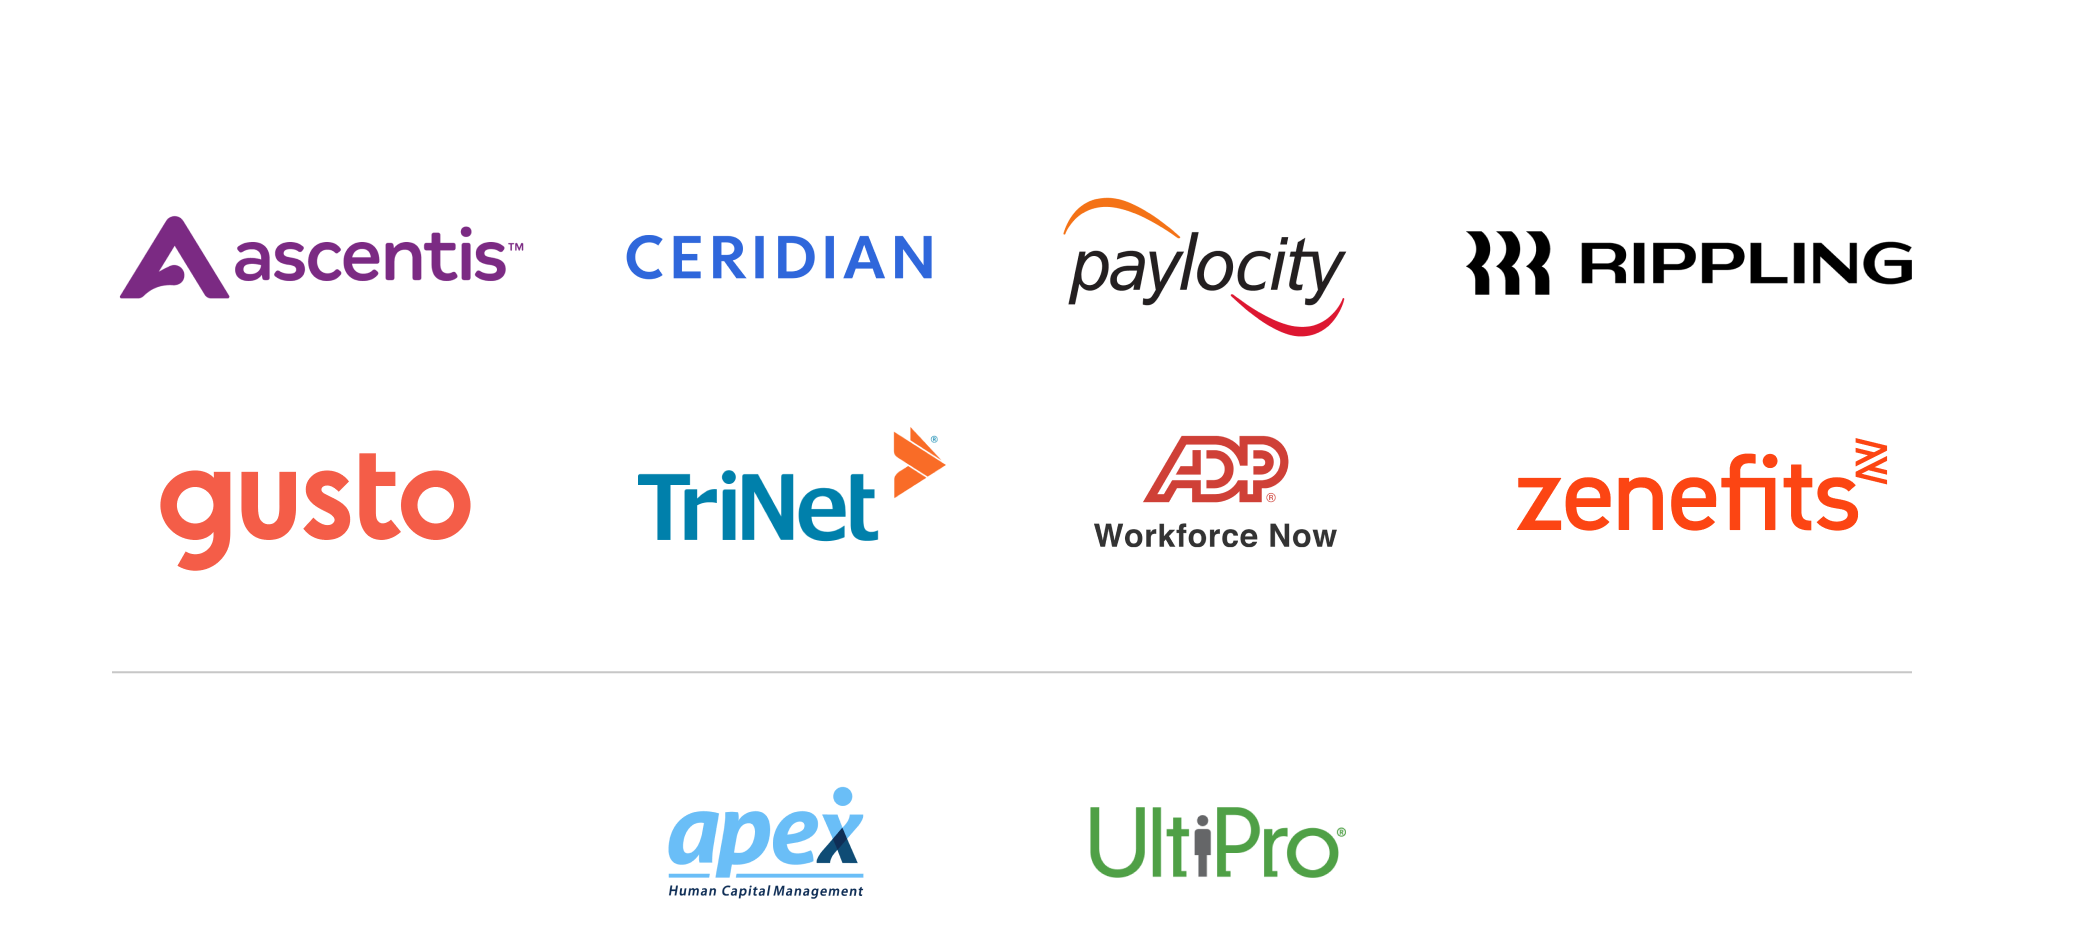 ascentis™
CERIDIAN
paylocity
RIPPLING
gusto
TriNet®
ADP®
Workforce Now
zenefits
apex
Human Capital Management
UltiPro®